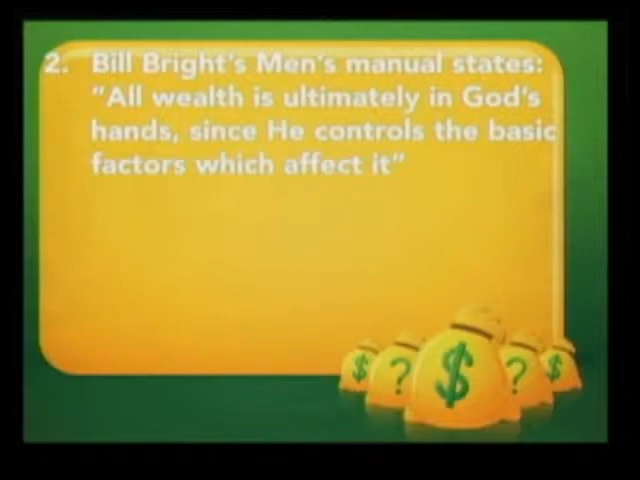 2. Bill Bright's Men's manual states:
"All wealth is ultimately in God's
hands, since He controls the basic
factors which affect it"
$ ? $ ? $